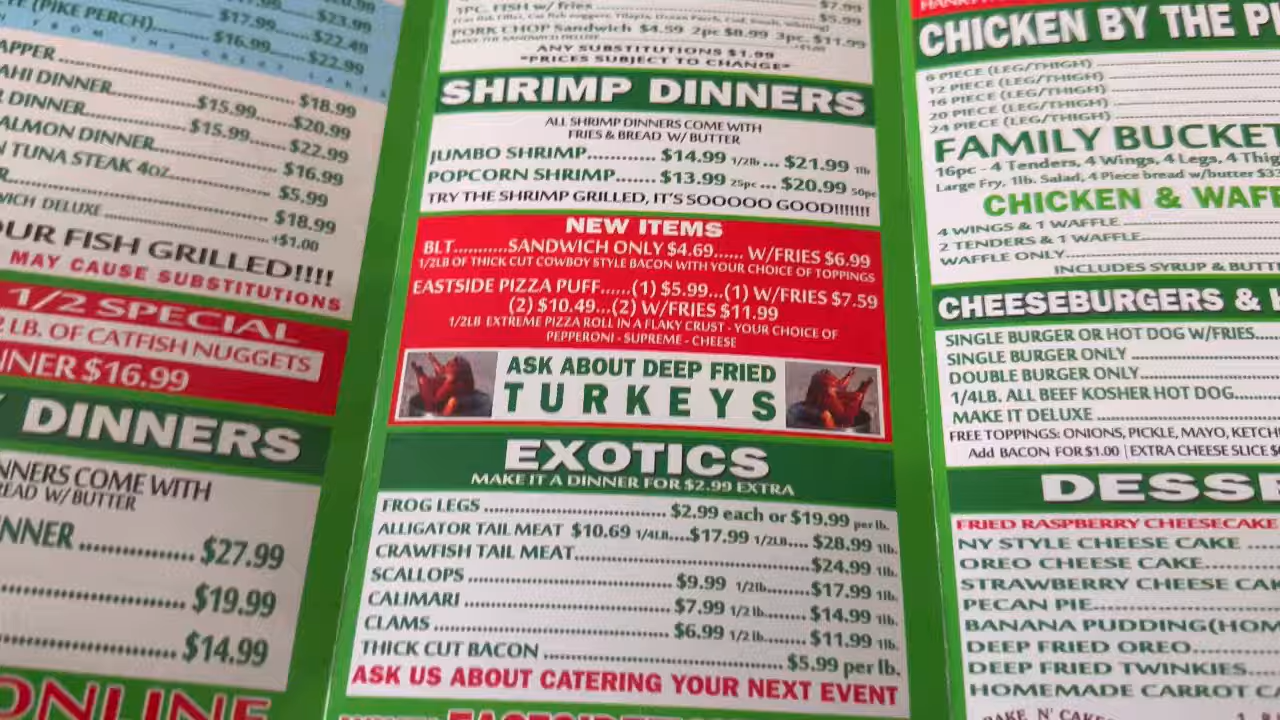 (PIKE PERCH)
$17.99
$23.99
$16.99
$22.49
$22.99
$18.99
DINNER
$15.99
$20.99
DINNER
$15.99
$22.99
DINNER
$16.99
TUNA STEAK 4oz
$5.99
$18.99
DELUXE
+$1.00
FISH GRILLED!!!!
MAY CAUSE SUBSTITUTIONS
1/2 SPECIAL
LB. OF CATFISH NUGGETS
$16.99
DINNERS
COME WITH
W/ BUTTER
$27.99
$19.99
$14.99
ONLINE
$7.99
1PC. FISH w/ fries
$5.99
PORK CHOP Sandwich $4.59 2pc $8.99 3pc. $11.99
ANY SUBSTITUTIONS $1.99
*PRICES SUBJECT TO CHANGE*
SHRIMP DINNERS
ALL SHRIMP DINNERS COME WITH
FRIES & BREAD W/ BUTTER
JUMBO SHRIMP........... $14.99 1/2lb ... $21.99 1lb
POPCORN SHRIMP....... $13.99 25pc ... $20.99 50pc
TRY THE SHRIMP GRILLED, IT'S SOOOOO GOOD!!!!!!!
NEW ITEMS
BLT...........SANDWICH ONLY $4.69...... W/FRIES $6.99
1/2LB OF THICK CUT COWBOY STYLE BACON WITH YOUR CHOICE OF TOPPINGS
EASTSIDE PIZZA PUFF......(1) $5.99...(1) W/FRIES $7.59
(2) $10.49...(2) W/FRIES $11.99
1/2LB EXTREME PIZZA ROLL IN A FLAKY CRUST - YOUR CHOICE OF
PEPPERONI - SUPREME - CHEESE
ASK ABOUT DEEP FRIED
TURKEYS
EXOTICS
MAKE IT A DINNER FOR $2.99 EXTRA
FROG LEGS ........ $2.99 each or $19.99 per lb.
ALLIGATOR TAIL MEAT $10.69 1/4LB....$17.99 1/2LB.... $28.99 1lb.
CRAWFISH TAIL MEAT........ $24.99 1lb.
SCALLOPS ........ $9.99 1/2lb........ $17.99 1lb.
CALIMARI ........ $7.99 1/2 lb........ $14.99 1lb.
CLAMS ........ $6.99 1/2 lb........ $11.99 1lb.
THICK CUT BACON ........ $5.99 per lb.
ASK US ABOUT CATERING YOUR NEXT EVENT
CHICKEN BY THE
6 PIECE (LEG/THIGH)
12 PIECE (LEG/THIGH)
16 PIECE (LEG/THIGH)
20 PIECE (LEG/THIGH)
24 PIECE (LEG/THIGH)
FAMILY BUCKET
16pc - 4 Tenders, 4 Wings, 4 Legs, 4
Large Fry, 1lb. Salad, 4 Piece bread w/butter
CHICKEN &
4 WINGS & 1 WAFFLE
2 TENDERS & 1 WAFFLE
WAFFLE ONLY
INCLUDES SYRUP &
CHEESEBURGERS &
SINGLE BURGER OR HOT DOG W/FRIES
SINGLE BURGER ONLY
DOUBLE BURGER ONLY
1/4LB. ALL BEEF KOSHER HOT DOG
MAKE IT DELUXE
FREE TOPPINGS: ONIONS, PICKLE, MAYO,
Add BACON FOR $1.00 | EXTRA CHEESE SLICE
FRIED RASPBERRY CHEESECAKE
NY STYLE CHEESE CAKE
OREO CHEESE CAKE
STRAWBERRY CHEESE
PECAN PIE
BANANA PUDDING
DEEP FRIED OREO
DEEP FRIED TWINKIES
HOMEMADE CARROT